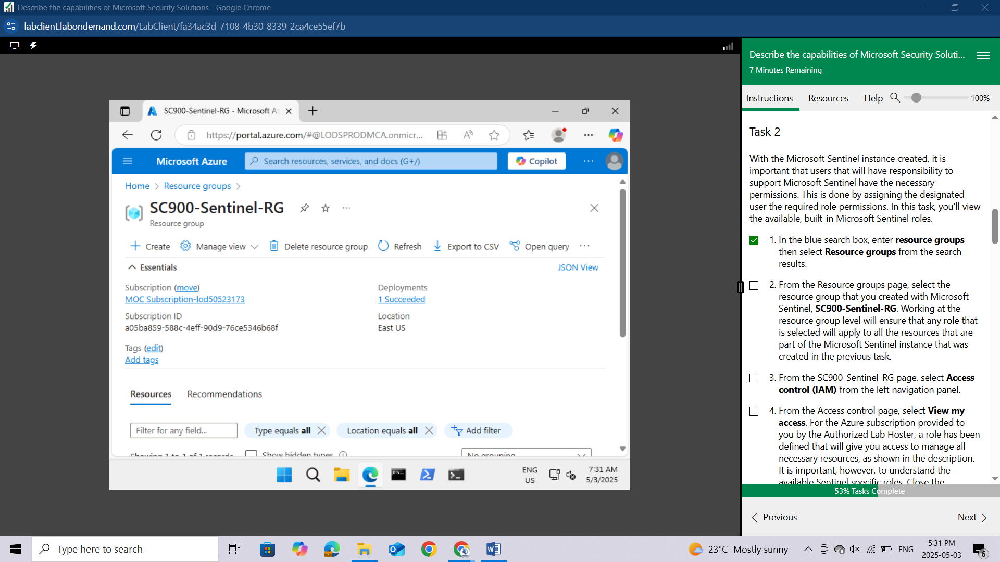 Describe the capabilities of Microsoft Security Solutions - Google Chrome
labclient.labondemand.com/LabClient/fa34ac3d-7108-4b30-8339-2ca4ce55ef7b
SC900-Sentinel-RG - Microsoft Az
https://portal.azure.com/#@LODSPRODMCA.onmicr...
Microsoft Azure
Search resources, services, and docs (G+/)
Copilot
Home > Resource groups >
SC900-Sentinel-RG
Resource group
Create
Manage view
Delete resource group
Refresh
Export to CSV
Open query
Essentials
JSON View
Subscription (move)
MOC Subscription-lod50523173
Deployments
1 Succeeded
Subscription ID
a05ba859-588c-4eff-90d9-76ce5346b68f
Location
East US
Tags (edit)
Add tags
Resources
Recommendations
Filter for any field...
Type equals all
Location equals all
Add filter
Showing 1 to 1 of 1 records.
Show hidden types
No grouping
ENG
US
7:31 AM
5/3/2025
Describe the capabilities of Microsoft Security Soluti...
7 Minutes Remaining
Instructions
Resources
Help
100%
Task 2
With the Microsoft Sentinel instance created, it is
important that users that will have responsibility to
support Microsoft Sentinel have the necessary
permissions. This is done by assigning the designated
user the required role permissions. In this task, you'll view
the available, built-in Microsoft Sentinel roles.
1. In the blue search box, enter resource groups
then select Resource groups from the search
results.
2. From the Resource groups page, select the
resource group that you created with Microsoft
Sentinel, SC900-Sentinel-RG. Working at the
resource group level will ensure that any role that
is selected will apply to all the resources that are
part of the Microsoft Sentinel instance that was
created in the previous task.
3. From the SC900-Sentinel-RG page, select Access
control (IAM) from the left navigation panel.
4. From the Access control page, select View my
access. For the Azure subscription provided to
you by the Authorized Lab Hoster, a role has been
defined that will give you access to manage all
necessary resources, as shown in the description.
It is important, however, to understand the
available Sentinel specific roles. Close the
53% Tasks Complete
Previous
Next
Type here to search
23°C Mostly sunny
ENG
5:31 PM
2025-05-03
6